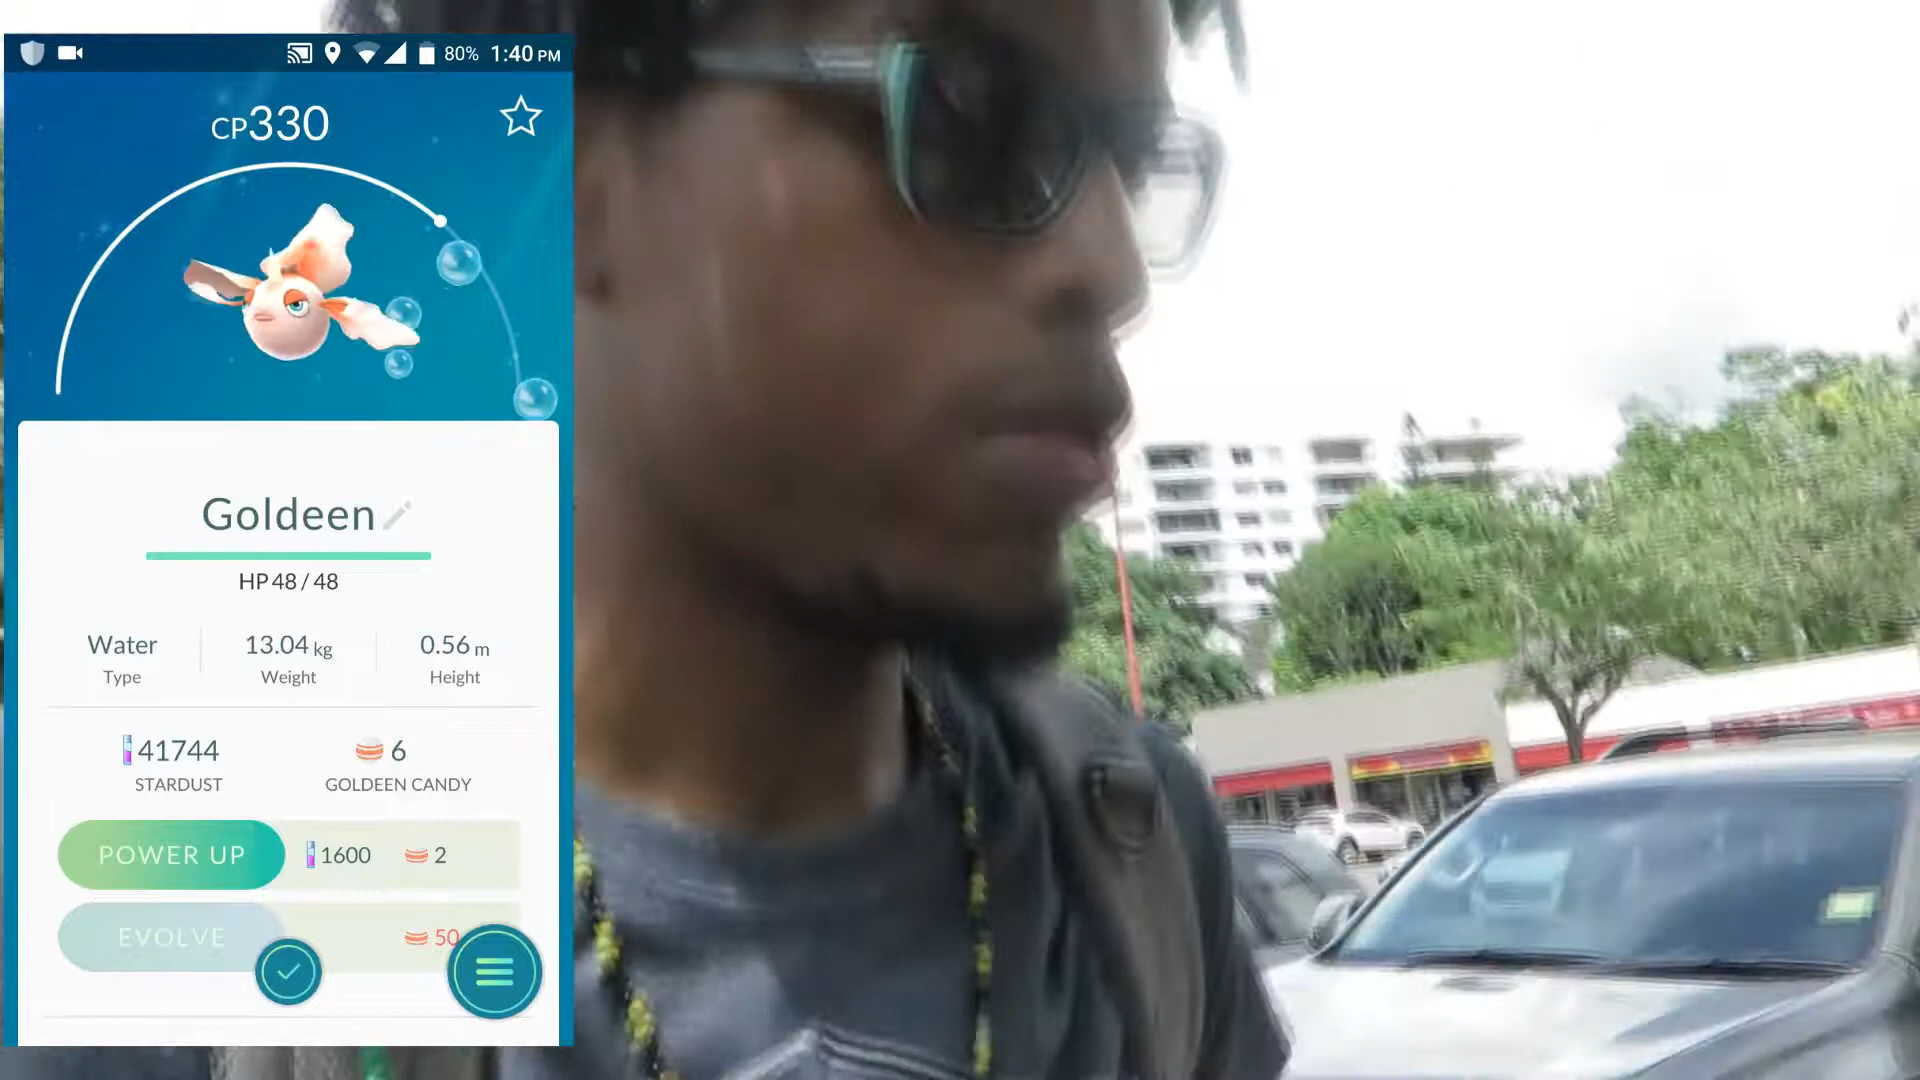 80% 1:40 PM
CP330
Goldeen
HP 48 / 48
Water
Type
13.04 kg
Weight
0.56 m
Height
41744
STARDUST
6
GOLDEEN CANDY
POWER UP 1600 2
EVOLVE 50